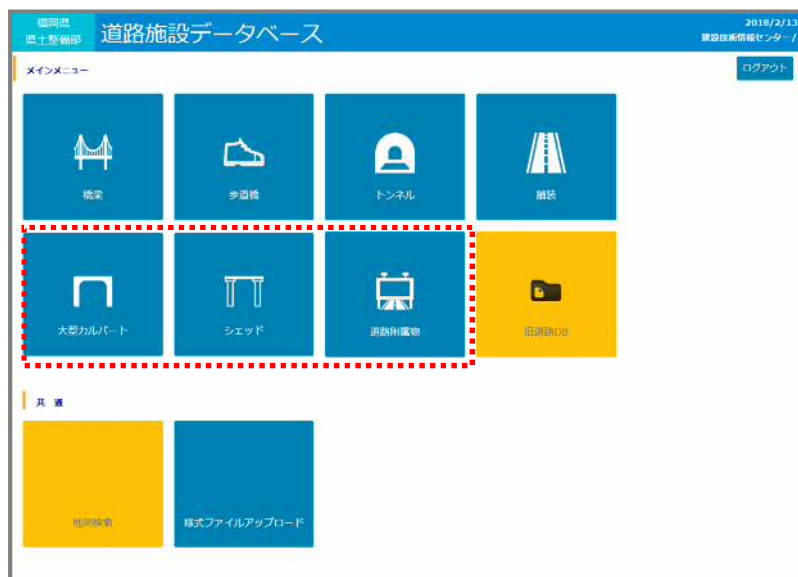 福岡県
県土整備部
道路施設データベース
2018/2/13
建設技術情報センター /
メインメニュー
ログアウト
橋梁
歩道橋
トンネル
舗装
大型カルバート
シェッド
道路附属物
旧道路DB
共 通
地図検索
様式ファイルアップロード